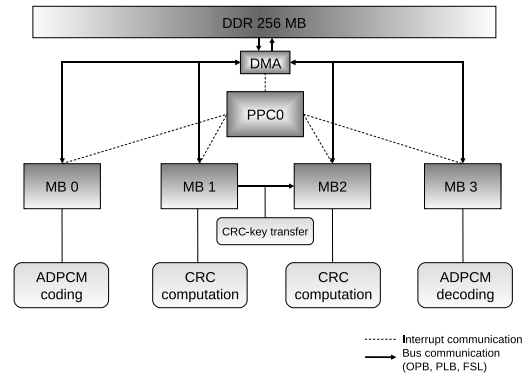 DDR 256 MB
DMA
PPC0
MB 0
MB 1
MB2
MB 3
CRC-key transfer
ADPCM
coding
CRC
computation
CRC
computation
ADPCM
decoding
Interrupt communication
Bus communication
(OPB, PLB, FSL)